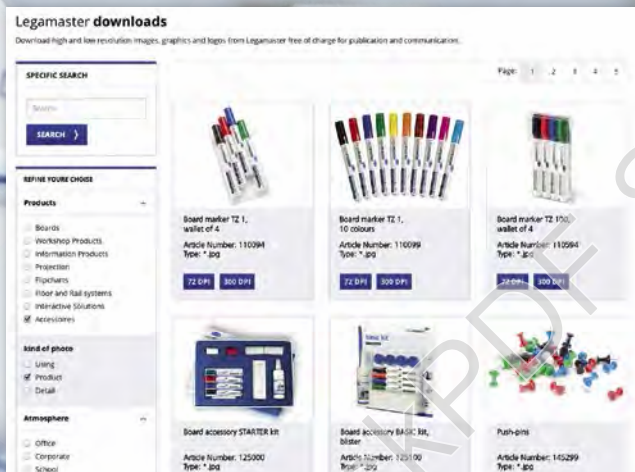 Legamaster downloads
Download high and low resolution images, graphics and logos from Legamaster free of charge for publication and communication.
SPECIFIC SEARCH
Search
SEARCH
REFINE YOURE CHOISE
Products
Boards
Workshop Products
Information Products
Projection
Flipcharts
Floor and Rail systems
Interactive Solutions
Accessoires
Kind of photo
Using
Product
Detail
Atmosphere
Office
Corporate
School
Page: 1 2 3 4 5
Board marker TZ 1,
wallet of 4
Article Number: 110094
Type: *.jpg
72 DPI 300 DPI
Board marker TZ 1,
10 colours
Article Number: 110099
Type: *.jpg
72 DPI 300 DPI
Board marker TZ 100,
wallet of 4
Article Number: 110594
Type: *.jpg
72 DPI 300 DPI
Board accessory STARTER kit
Article Number: 125000
Type: *.jpg
Board accessory BASIC kit,
blister
Article Number: 125100
Type: *.jpg
Push-pins
Article Number: 145299
Type: *.jpg
KPDF